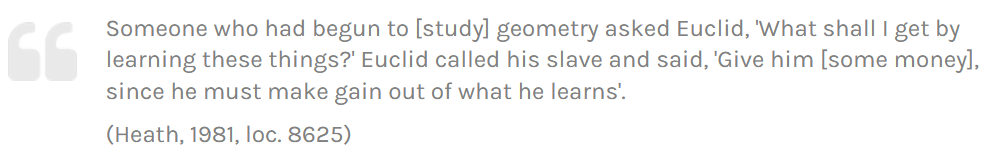 Someone who had begun to [study] geometry asked Euclid, 'What shall I get by
learning these things?' Euclid called his slave and said, 'Give him [some money],
since he must make gain out of what he learns'.
(Heath, 1981, loc. 8625)